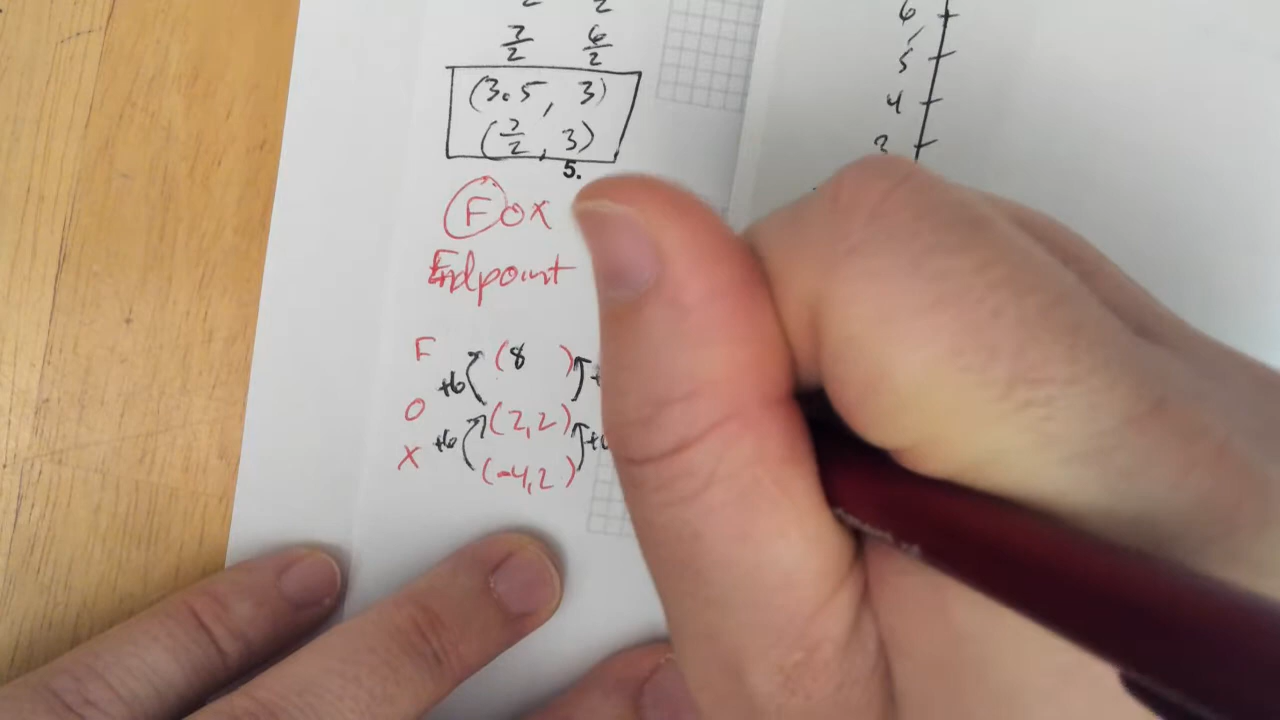 6
5
4
3
7/2 6/2
(3.5, 3)
(7/2, 3)
5.
FOX
Endpoint
F +6 (8 ) +
O (2,2)
+6 +
X (-4,2)